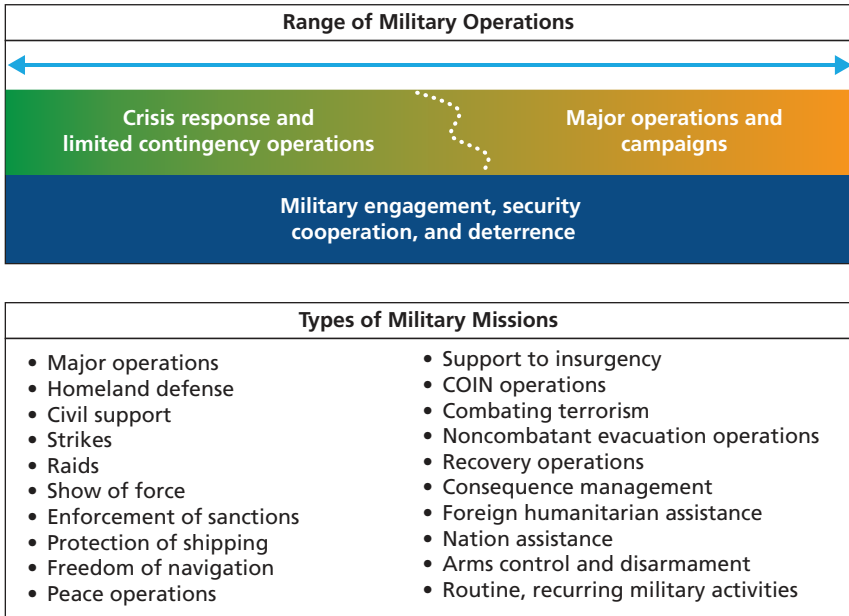 Range of Military Operations
Crisis response and
limited contingency operations
Major operations and
campaigns
Military engagement, security
cooperation, and deterrence
Types of Military Missions
• Major operations
• Homeland defense
• Civil support
• Strikes
• Raids
• Show of force
• Enforcement of sanctions
• Protection of shipping
• Freedom of navigation
• Peace operations
• Support to insurgency
• COIN operations
• Combating terrorism
• Noncombatant evacuation operations
• Recovery operations
• Consequence management
• Foreign humanitarian assistance
• Nation assistance
• Arms control and disarmament
• Routine, recurring military activities